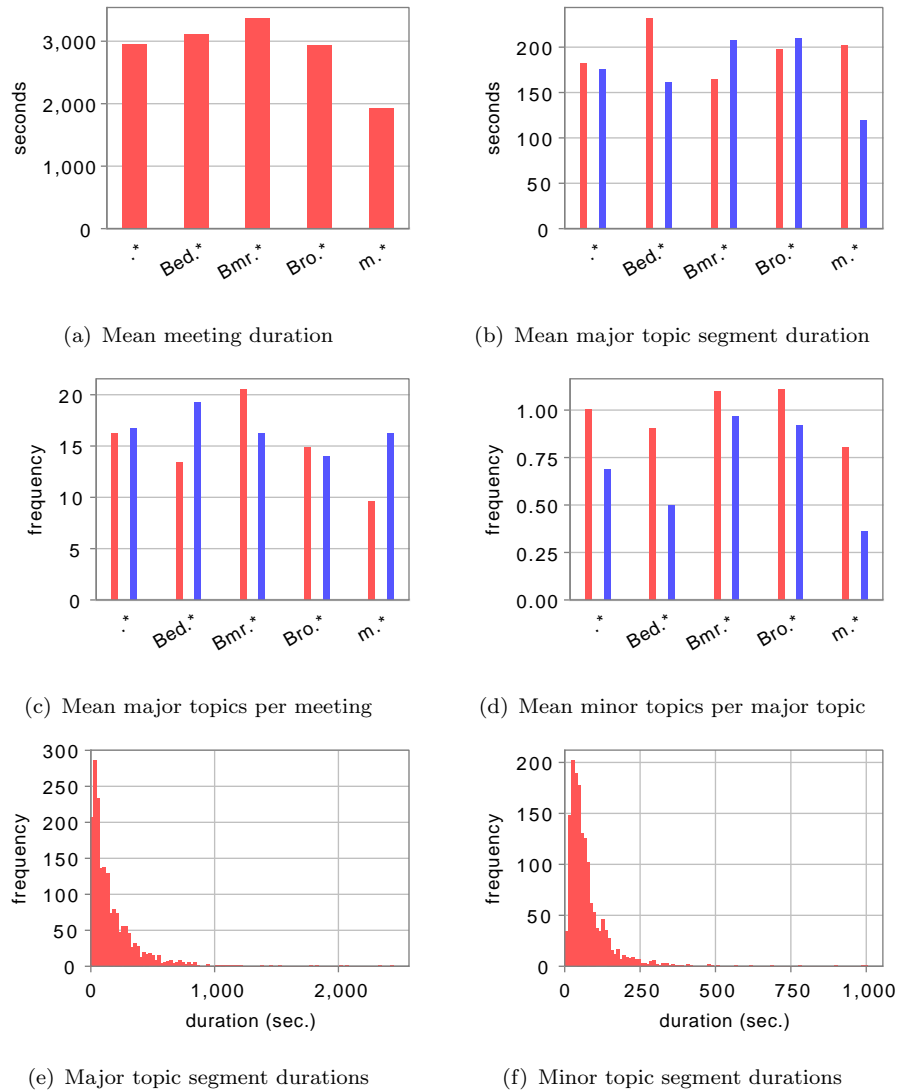 3,000
2,000
1,000
0
seconds
.*
Bed.*
Bmr.*
Bro.*
m.*
(a) Mean meeting duration
200
150
100
50
0
seconds
.*
Bed.*
Bmr.*
Bro.*
m.*
(b) Mean major topic segment duration
20
15
10
5
0
frequency
.*
Bed.*
Bmr.*
Bro.*
m.*
(c) Mean major topics per meeting
1.00
0.75
0.50
0.25
0.00
frequency
.*
Bed.*
Bmr.*
Bro.*
m.*
(d) Mean minor topics per major topic
300
250
200
150
100
50
0
frequency
0 1,000 2,000
duration (sec.)
(e) Major topic segment durations
200
150
100
50
0
frequency
0 250 500 750 1,000
duration (sec.)
(f) Minor topic segment durations